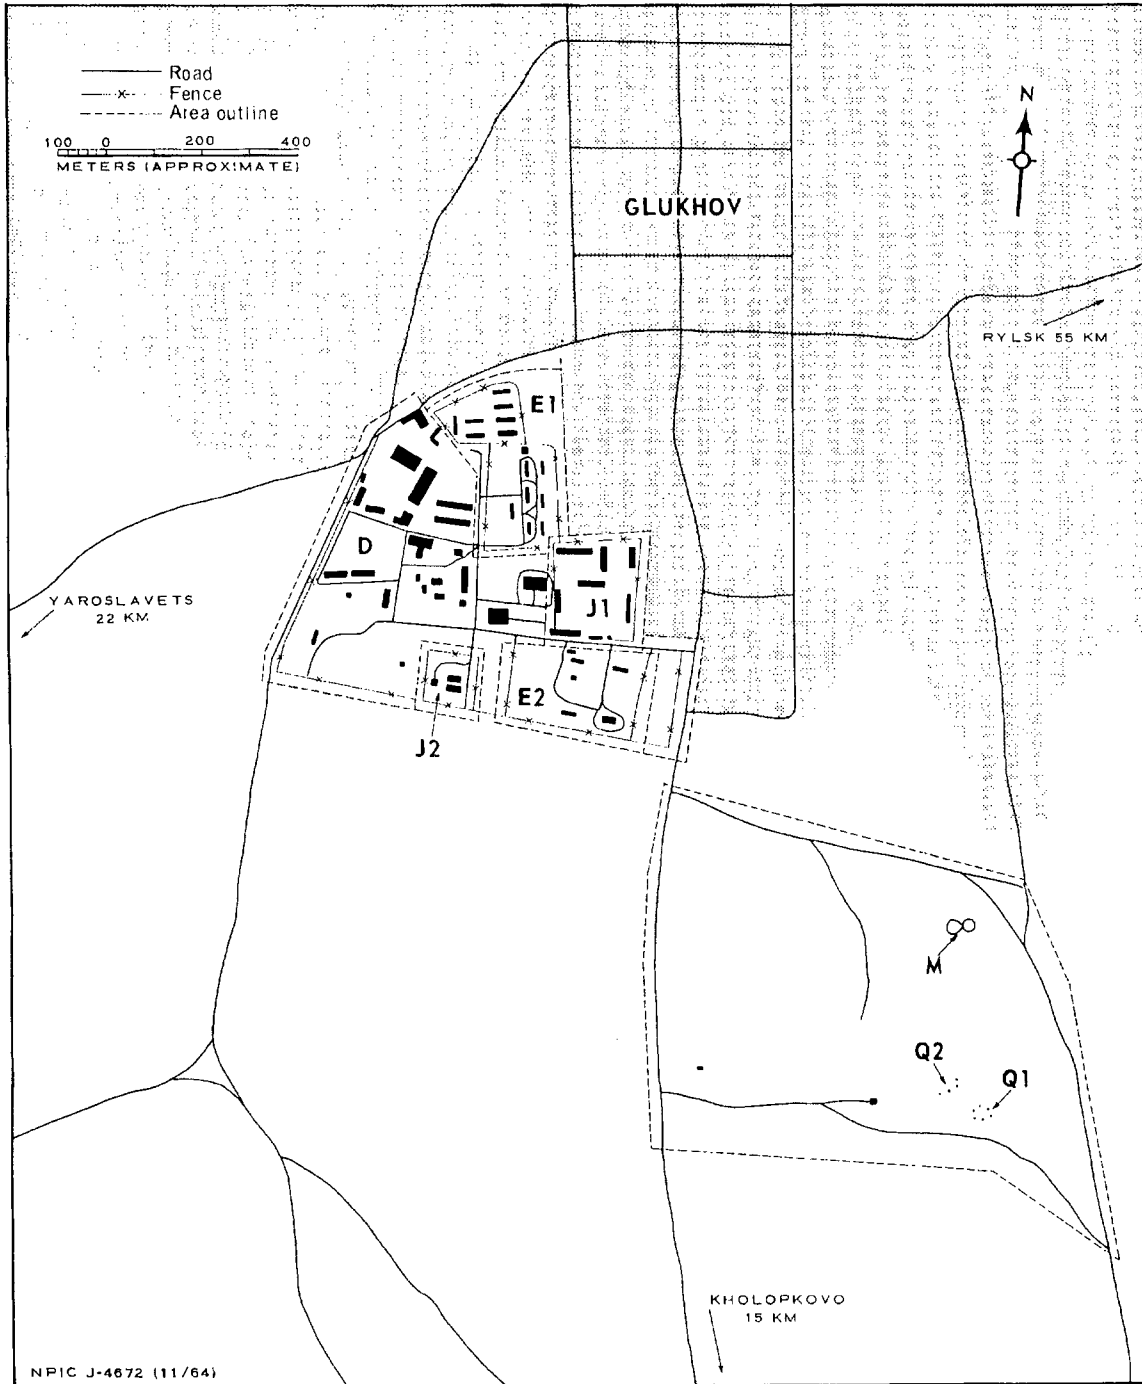 Road
Fence
Area outline
100 0 200 400
METERS (APPROXIMATE)
N
GLUKHOV
RYLSK 55 KM
E1
D
YAROSLAVETS
22 KM
J1
E2
J2
M
Q2
Q1
KHOLOPKOVO
15 KM
NPIC J-4672 (11/64)